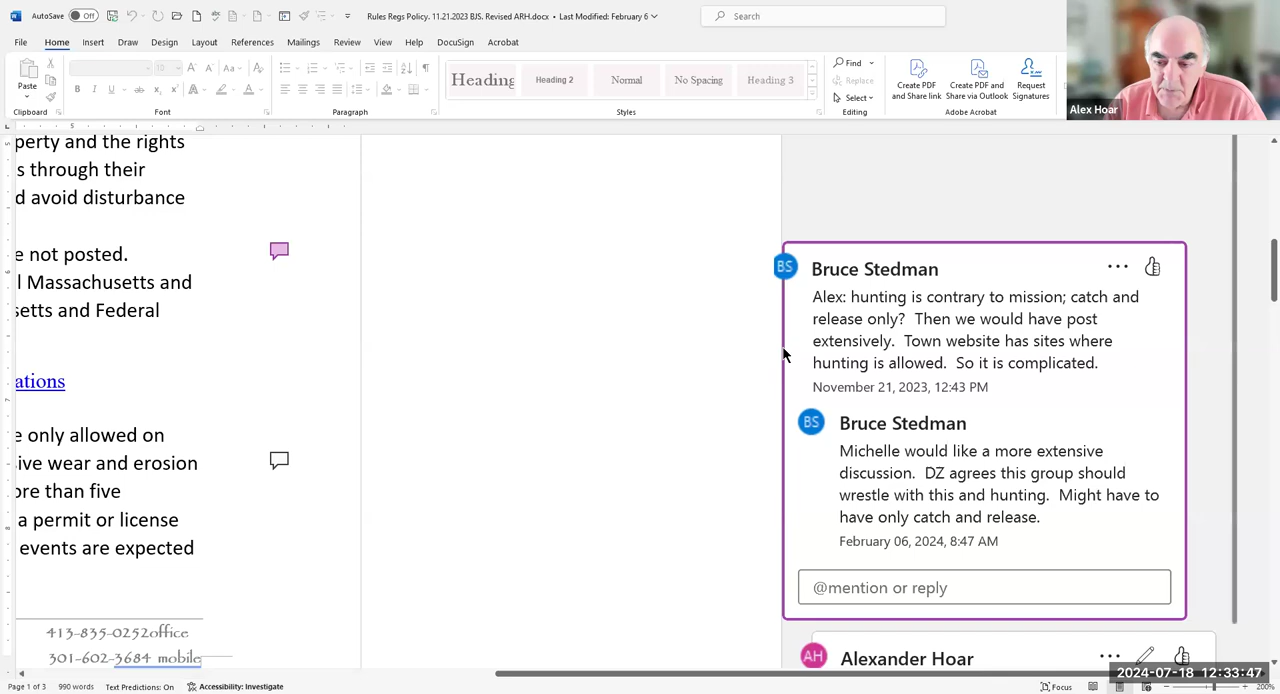 AutoSave Off
Rules Regs Policy. 11.21.2023 BJS. Revised ARH.docx • Last Modified: February 6
Search
File Home Insert Draw Design Layout References Mailings Review View Help DocuSign Acrobat
Paste
10
Aa
B I U ab x₂ x² A A
Heading
Heading 2
Normal
No Spacing
Heading 3
Find
Replace
Select
Create PDF and Share link
Create PDF and Share via Outlook
Request Signatures
Clipboard Font Paragraph Styles Editing Adobe Acrobat
Alex Hoar
perty and the rights
s through their
d avoid disturbance
e not posted.
l Massachusetts and
setts and Federal
ations
e only allowed on
ive wear and erosion
ore than five
a permit or license
events are expected
413-835-0252office
301-602-3684 mobile
BS
Bruce Stedman
Alex: hunting is contrary to mission; catch and
release only? Then we would have post
extensively. Town website has sites where
hunting is allowed. So it is complicated.
November 21, 2023, 12:43 PM
BS
Bruce Stedman
Michelle would like a more extensive
discussion. DZ agrees this group should
wrestle with this and hunting. Might have to
have only catch and release.
February 06, 2024, 8:47 AM
@mention or reply
AH
Alexander Hoar
2024-07-18 12:33:47
Page 1 of 3 990 words Text Predictions: On Accessibility: Investigate Focus 200%